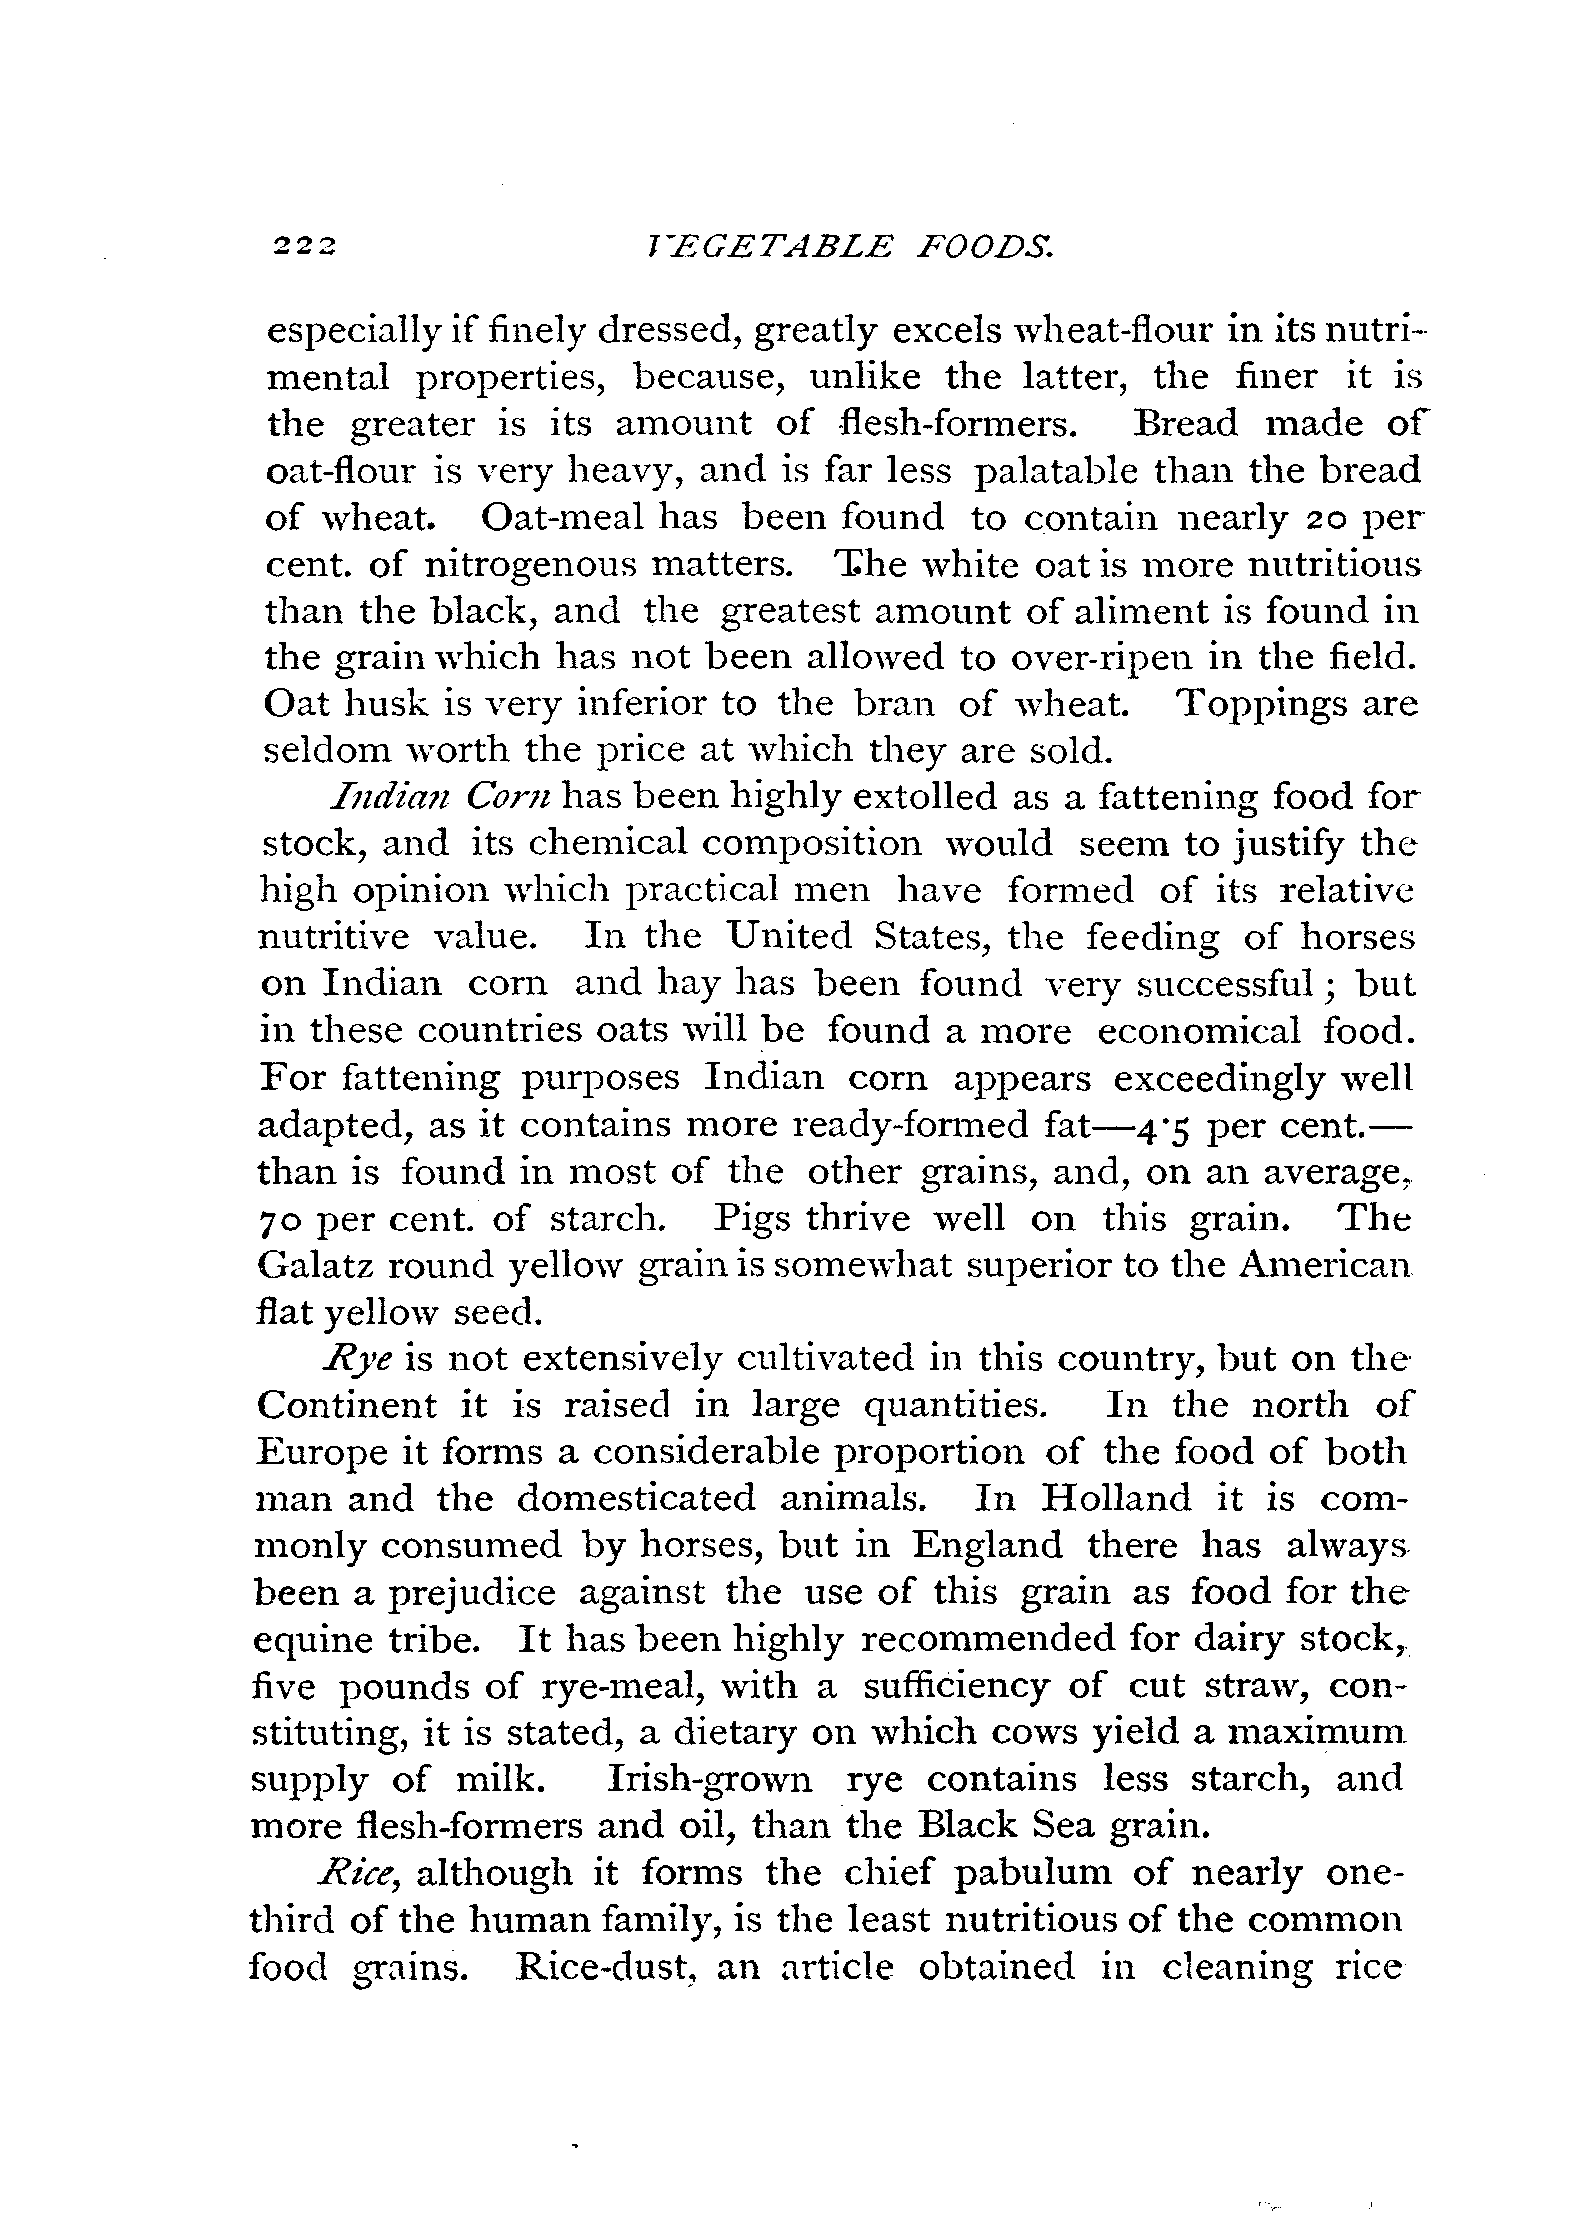 222 VEGETABLE FOODS.
especially if finely dressed, greatly excels wheat-flour in its nutri-
mental properties, because, unlike the latter, the finer it is
the greater is its amount of flesh-formers. Bread made of
oat-flour is very heavy, and is far less palatable than the bread
of wheat. Oat-meal has been found to contain nearly 20 per
cent. of nitrogenous matters. The white oat is more nutritious
than the black, and the greatest amount of aliment is found in
the grain which has not been allowed to over-ripen in the field.
Oat husk is very inferior to the bran of wheat. Toppings are
seldom worth the price at which they are sold.
Indian Corn has been highly extolled as a fattening food for
stock, and its chemical composition would seem to justify the
high opinion which practical men have formed of its relative
nutritive value. In the United States, the feeding of horses
on Indian corn and hay has been found very successful; but
in these countries oats will be found a more economical food.
For fattening purposes Indian corn appears exceedingly well
adapted, as it contains more ready-formed fat—4·5 per cent.—
than is found in most of the other grains, and, on an average,
70 per cent. of starch. Pigs thrive well on this grain. The
Galatz round yellow grain is somewhat superior to the American
flat yellow seed.
Rye is not extensively cultivated in this country, but on the
Continent it is raised in large quantities. In the north of
Europe it forms a considerable proportion of the food of both
man and the domesticated animals. In Holland it is com-
monly consumed by horses, but in England there has always
been a prejudice against the use of this grain as food for the
equine tribe. It has been highly recommended for dairy stock,
five pounds of rye-meal, with a sufficiency of cut straw, con-
stituting, it is stated, a dietary on which cows yield a maximum
supply of milk. Irish-grown rye contains less starch, and
more flesh-formers and oil, than the Black Sea grain.
Rice, although it forms the chief pabulum of nearly one-
third of the human family, is the least nutritious of the common
food grains. Rice-dust, an article obtained in cleaning rice